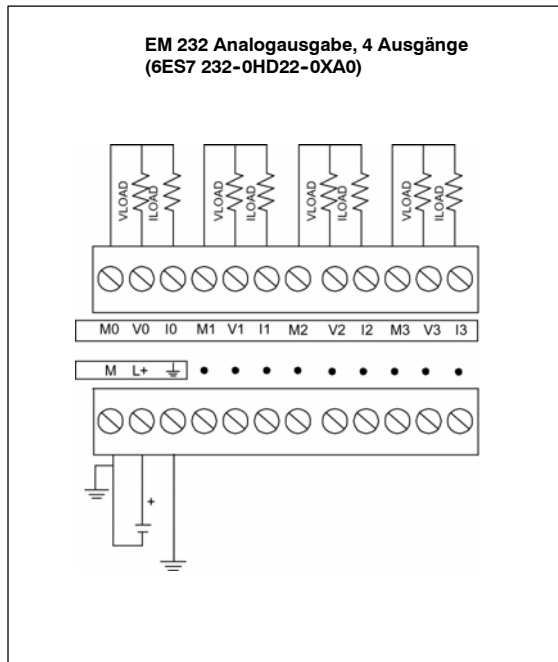 EM 232 Analogausgabe, 4 Ausgänge
(6ES7 232-0HD22-0XA0)
VLOAD ILOAD VLOAD ILOAD VLOAD ILOAD VLOAD ILOAD
M0 V0 I0 M1 V1 I1 M2 V2 I2 M3 V3 I3
M L+
+